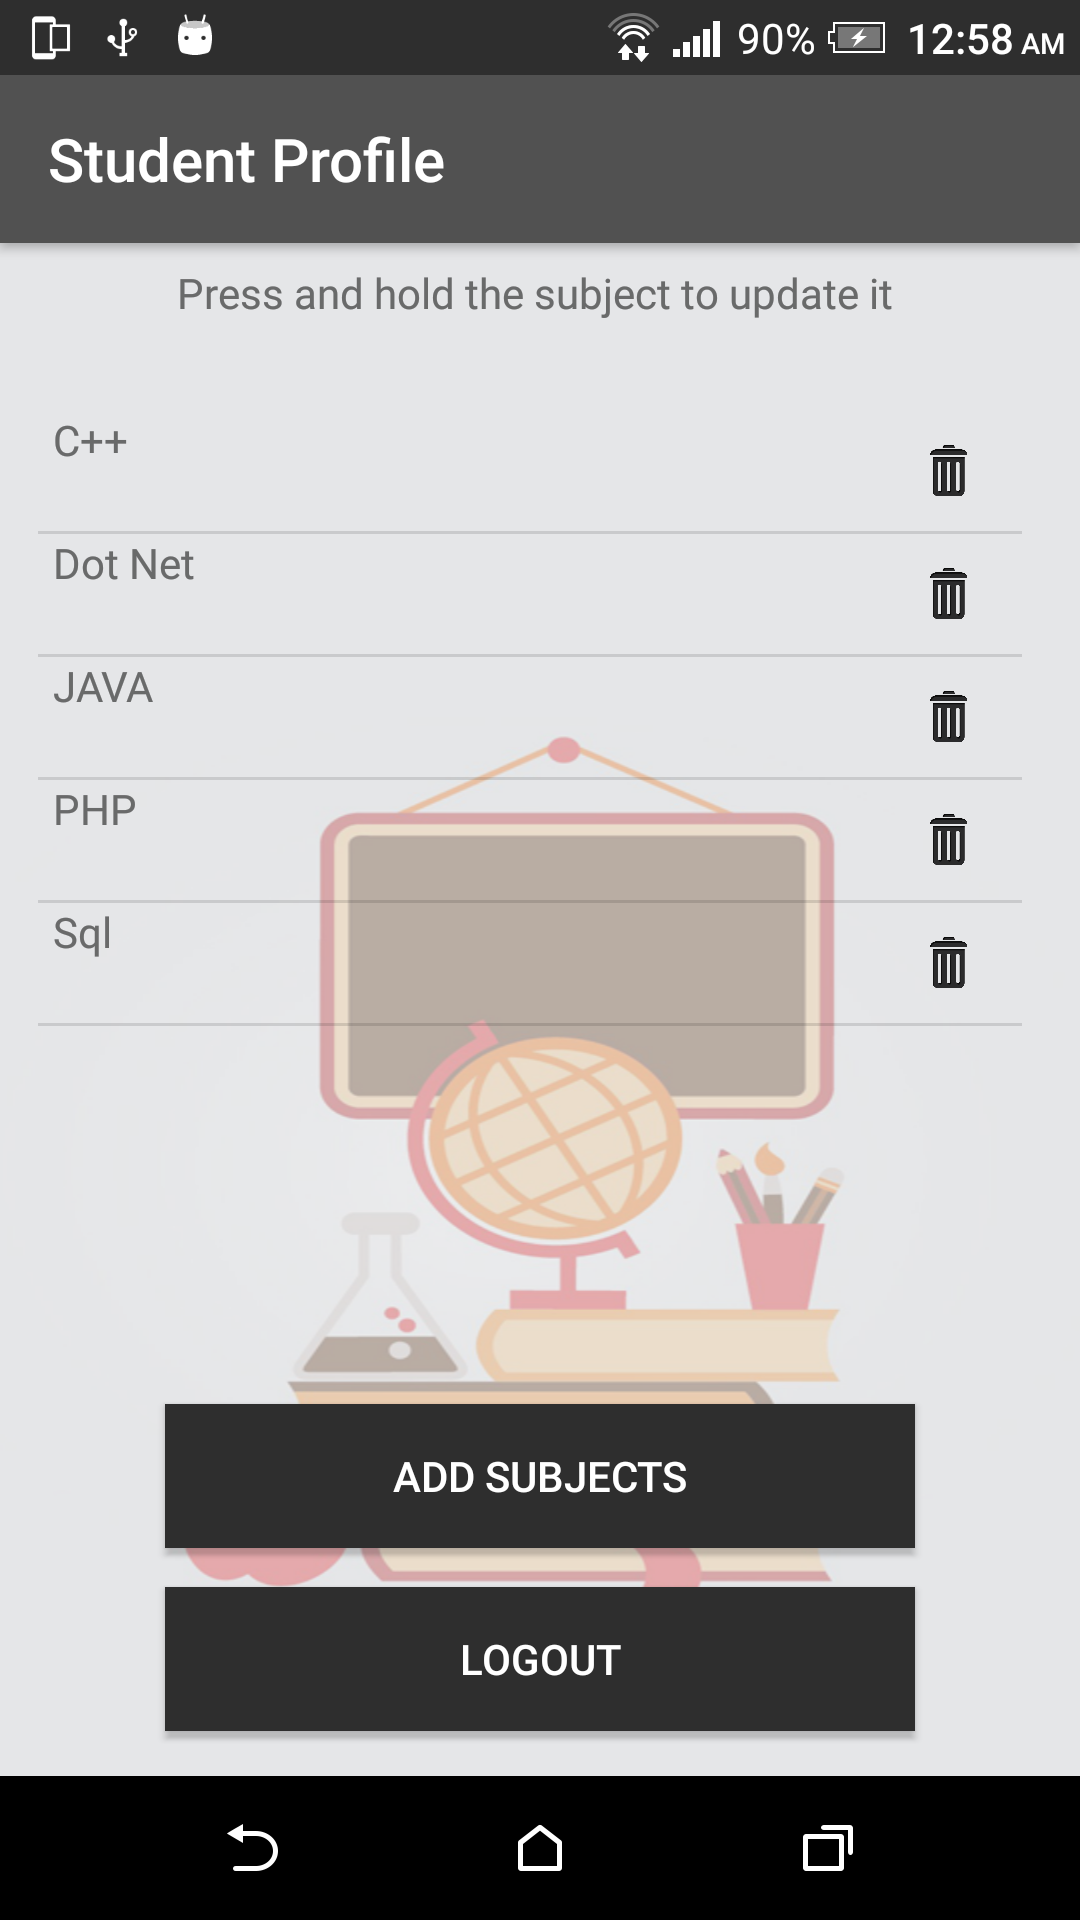 90% 12:58 AM
Student Profile
Press and hold the subject to update it
C++
Dot Net
JAVA
PHP
Sql
ADD SUBJECTS
LOGOUT